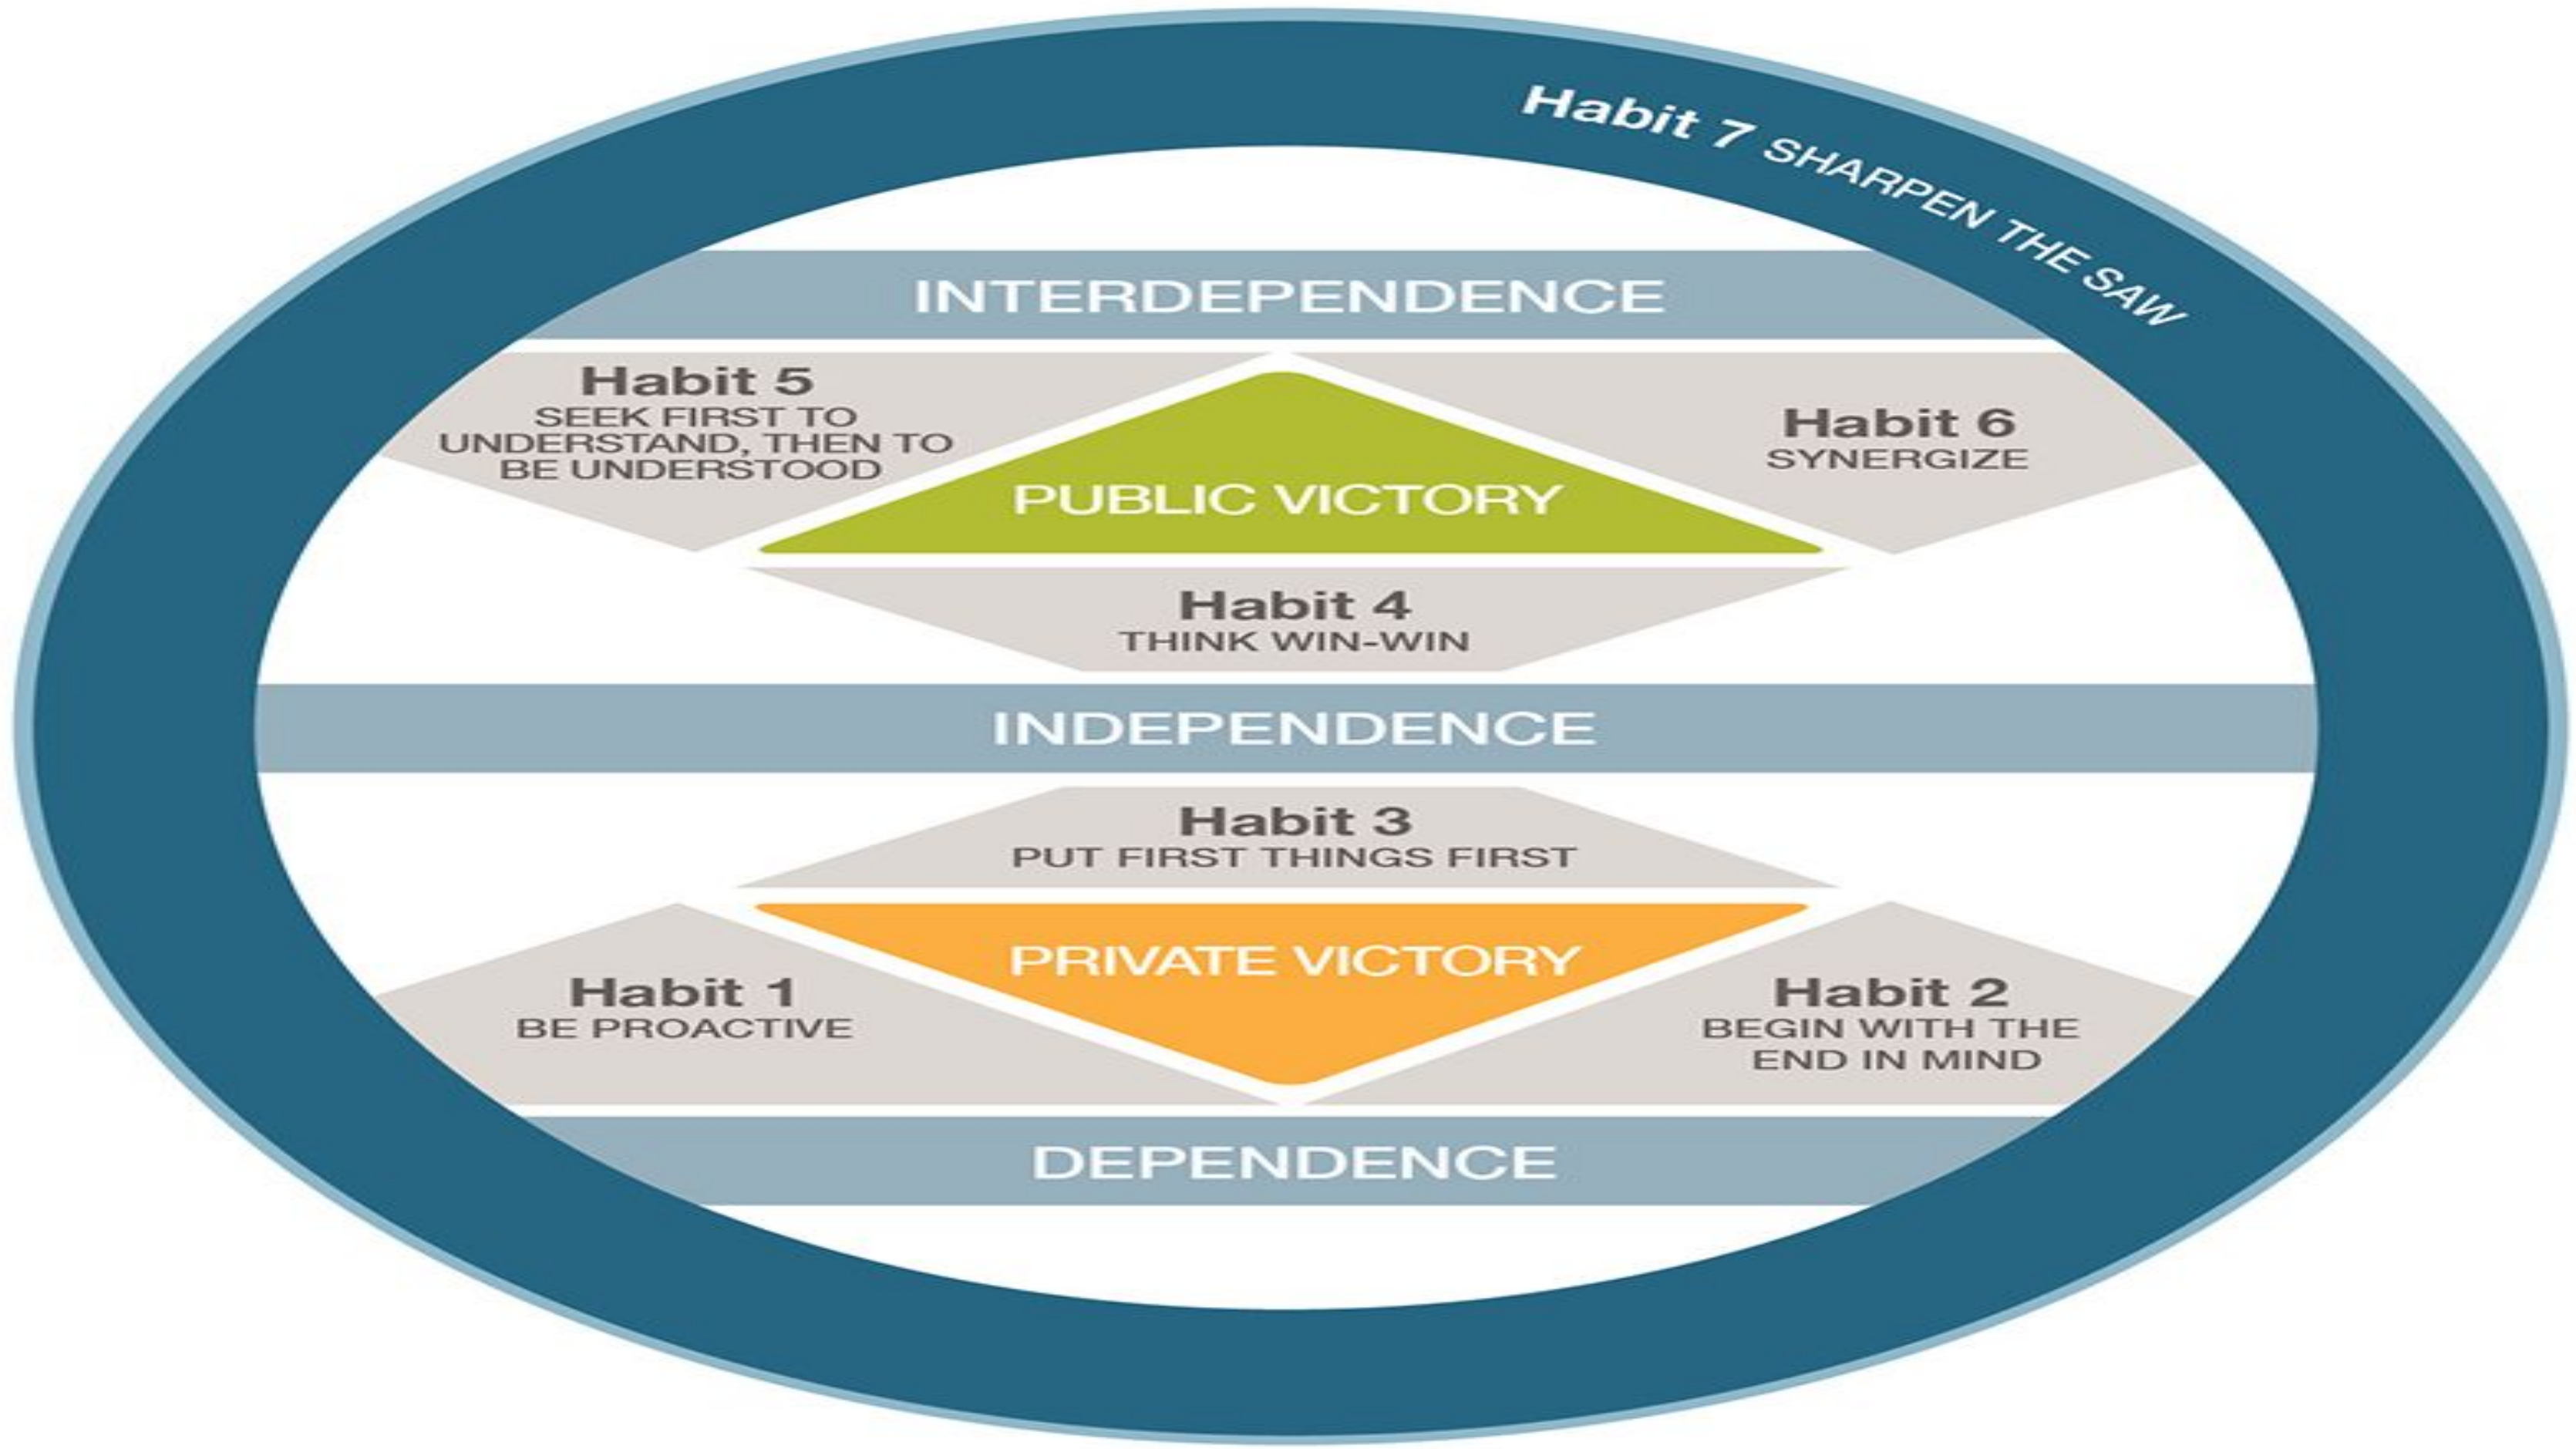 Habit 7 SHARPEN THE SAW
INTERDEPENDENCE
Habit 5
SEEK FIRST TO
UNDERSTAND, THEN TO
BE UNDERSTOOD
Habit 6
SYNERGIZE
PUBLIC VICTORY
Habit 4
THINK WIN-WIN
INDEPENDENCE
Habit 3
PUT FIRST THINGS FIRST
PRIVATE VICTORY
Habit 1
BE PROACTIVE
Habit 2
BEGIN WITH THE
END IN MIND
DEPENDENCE